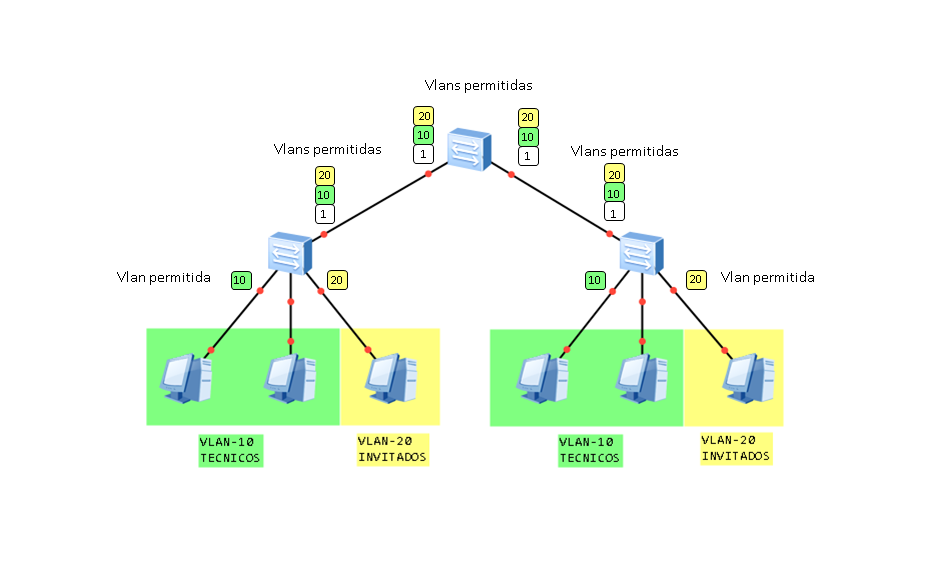 Vlans permitidas
20
10
1
20
10
1
Vlans permitidas
20
10
1
Vlans permitidas
20
10
1
Vlan permitida
10
20
10
20
Vlan permitida
VLAN-10
TECNICOS
VLAN-20
INVITADOS
VLAN-10
TECNICOS
VLAN-20
INVITADOS